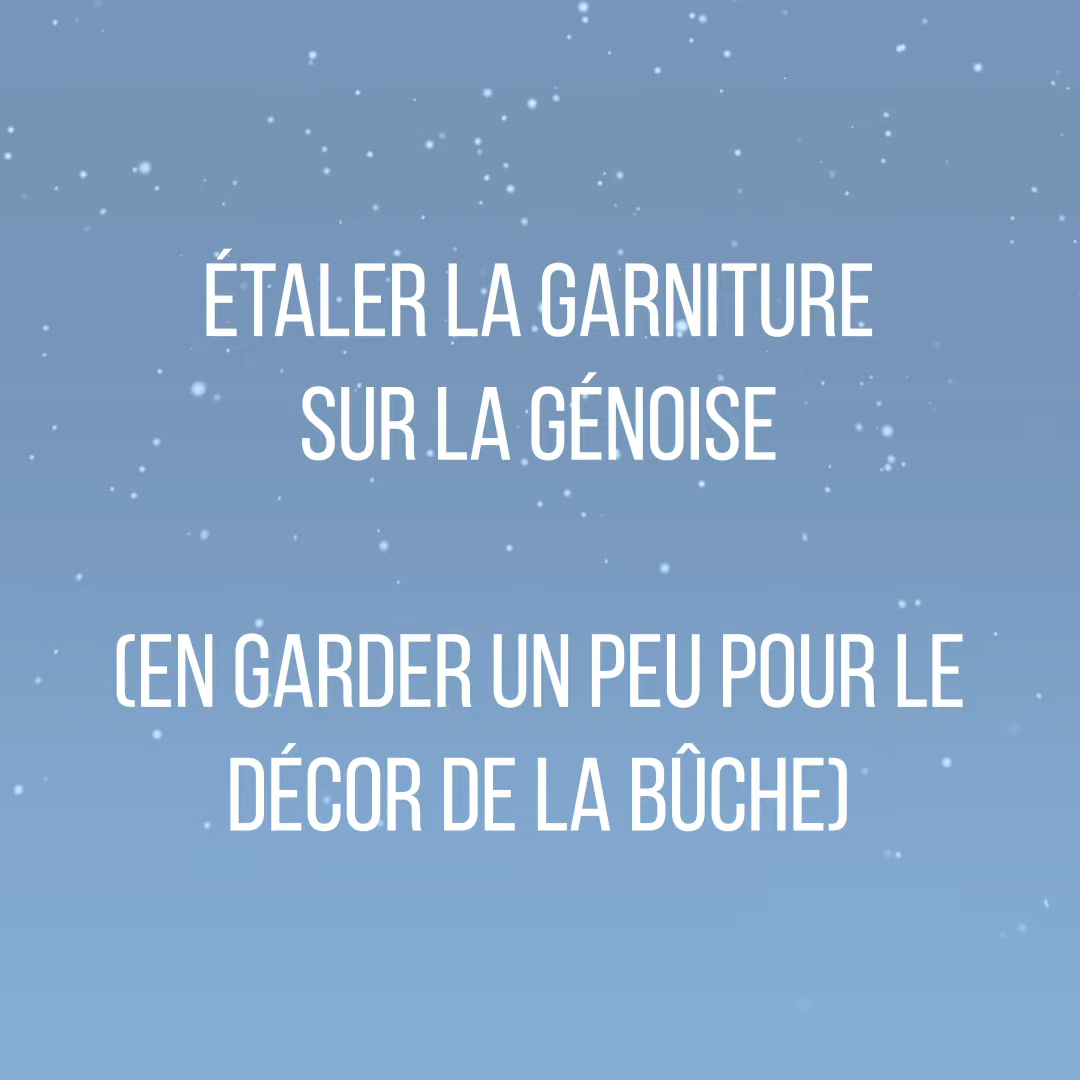 ÉTALER LA GARNITURE
SUR LA GÉNOISE
(EN GARDER UN PEU POUR LE
DÉCOR DE LA BÛCHE)